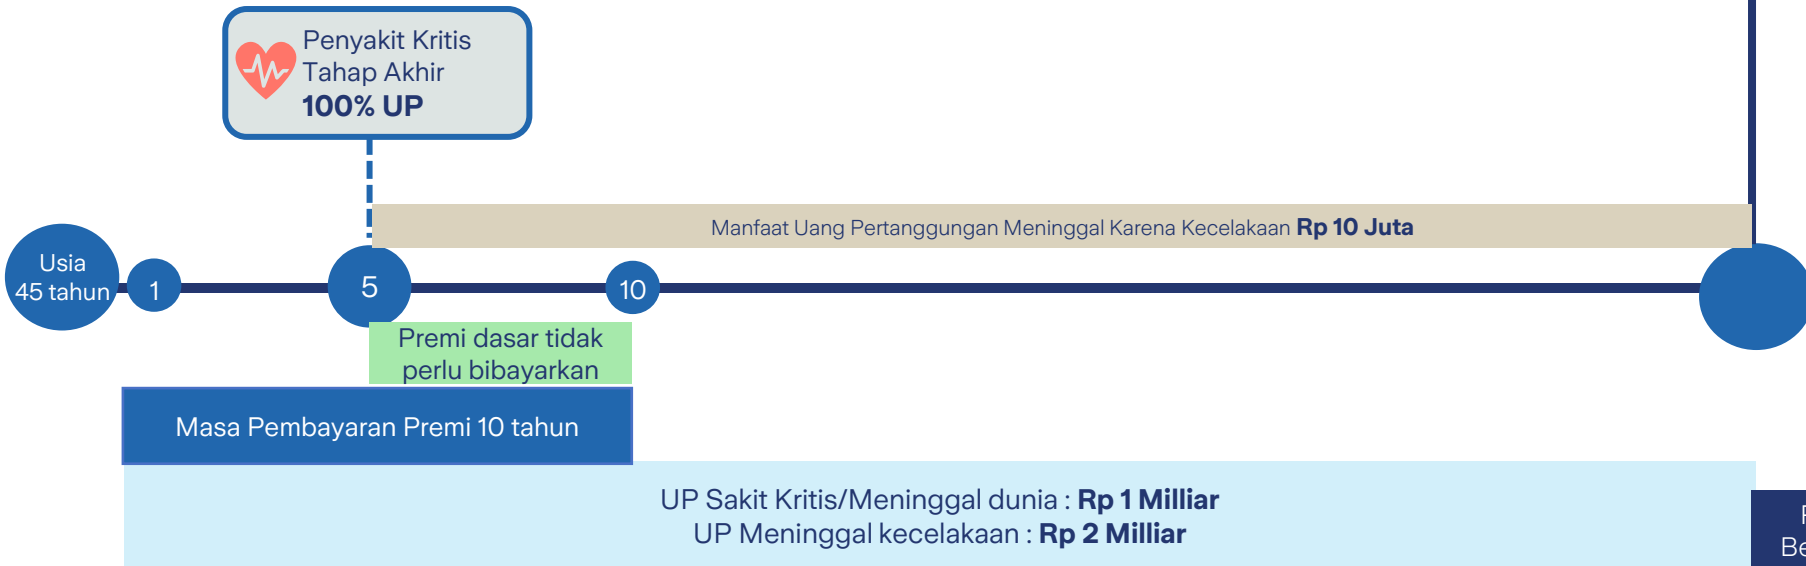 Penyakit Kritis
Tahap Akhir
100% UP
Manfaat Uang Pertanggungan Meninggal Karena Kecelakaan Rp 10 Juta
Usia
45 tahun
1
5
10
Premi dasar tidak
perlu bibayarkan
Masa Pembayaran Premi 10 tahun
UP Sakit Kritis/Meninggal dunia : Rp 1 Milliar
UP Meninggal kecelakaan : Rp 2 Milliar